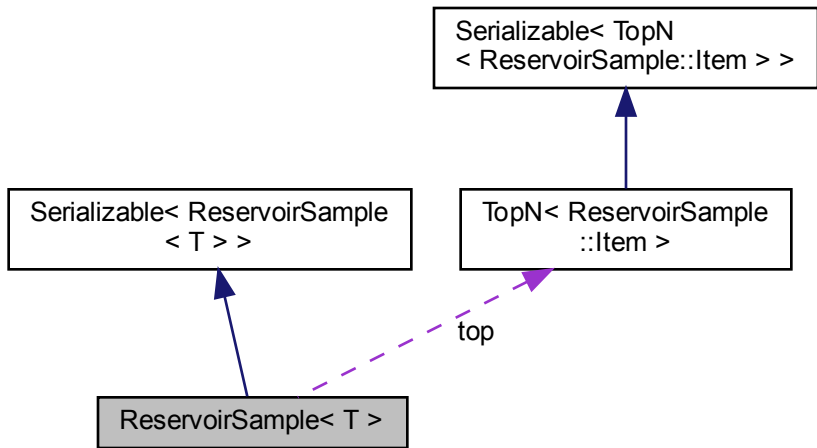 Serializable< TopN
< ReservoirSample::Item > >
Serializable< ReservoirSample
< T > >
TopN< ReservoirSample
::Item >
top
ReservoirSample< T >